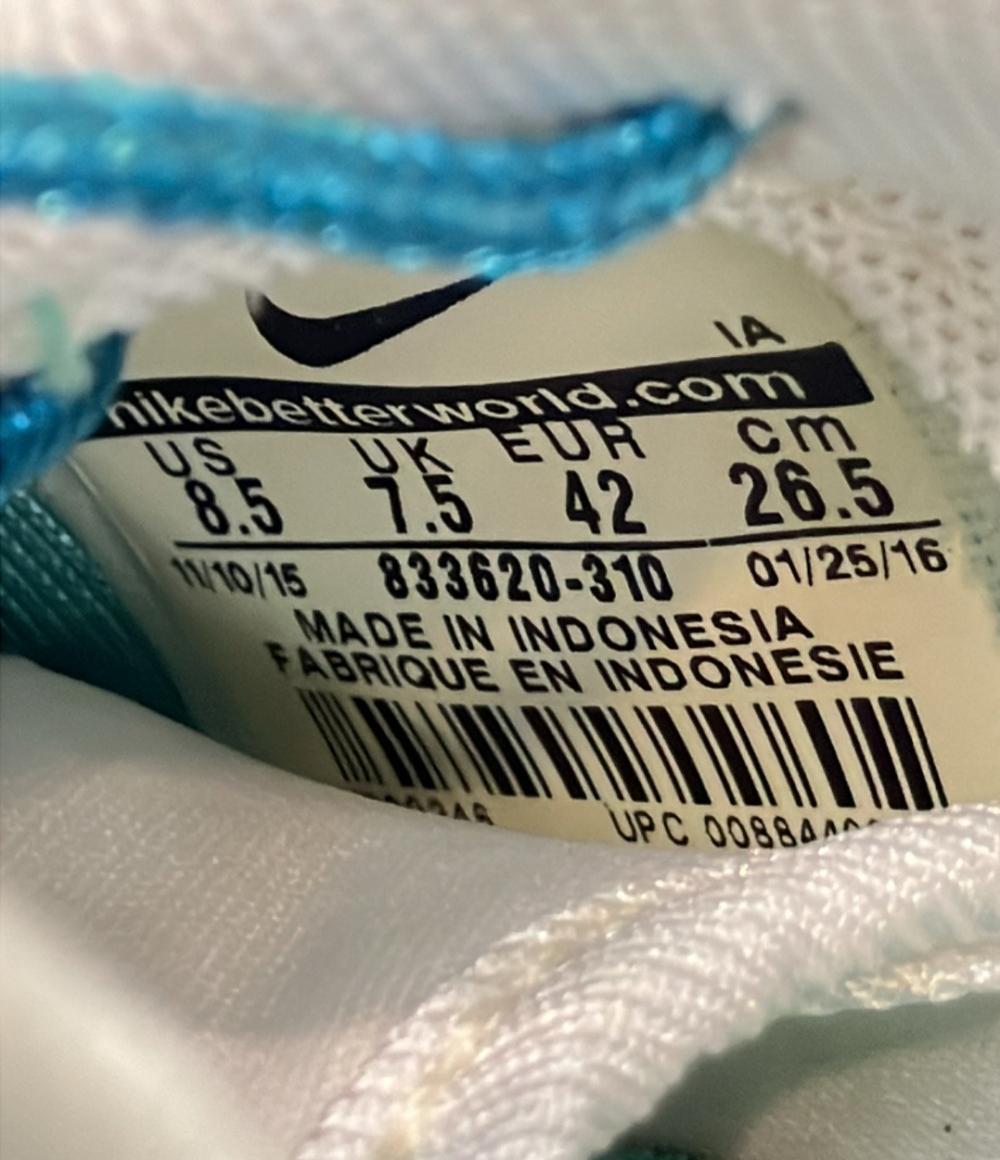 IA
nikebetterworld.com
US UK EUR cm
8.5 7.5 42 26.5
11/10/15 833620-310 01/25/16
MADE IN INDONESIA
FABRIQUE EN INDONESIE
UPC